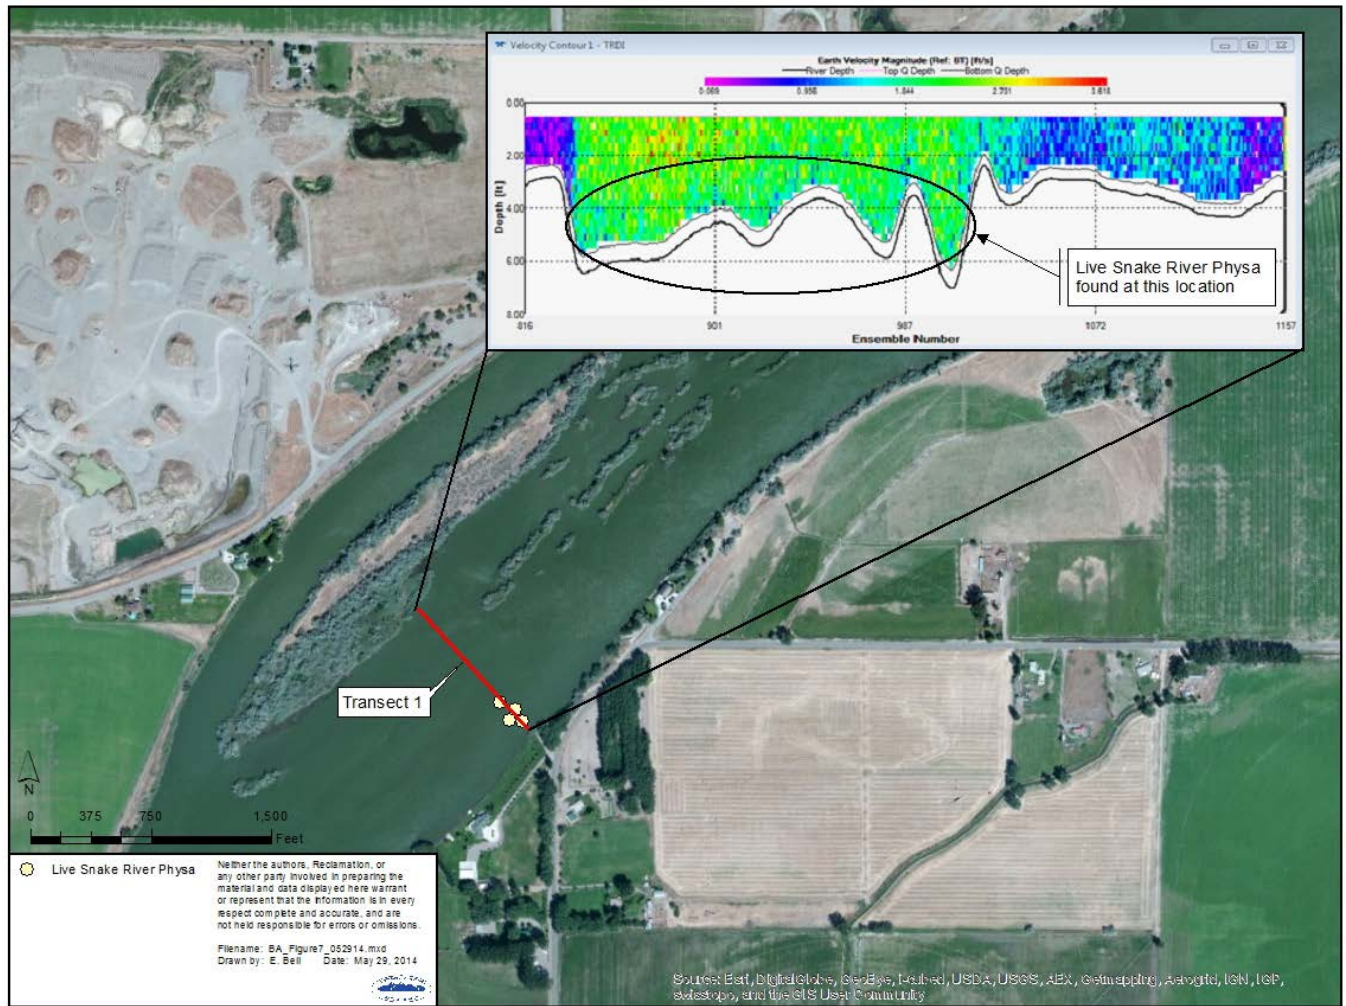 Velocity Contour 1 - TRDI
Earth Velocity Magnitude (Ref: BT) [ft/s]
River Depth Top Q Depth Bottom Q Depth
0.069 0.956 1.844 2.731 3.618
0.00
2.00
4.00
6.00
8.00
Depth [ft]
816 901 987 1072 1157
Ensemble Number
Live Snake River Physa
found at this location
Transect 1
N
0 375 750 1,500
Feet
Live Snake River Physa
Neither the authors, Reclamation, or
any other party involved in preparing the
material and data displayed here warrant
or represent that the information is in every
respect complete and accurate, and are
not held responsible for errors or omissions.
Filename: BA_Figure7_052914.mxd
Drawn by: E. Bell Date: May 29, 2014
Source: Esri, DigitalGlobe, GeoEye, i-cubed, USDA, USGS, AEX, Getmapping, Aerogrid, IGN, IGP,
swisstopo, and the GIS User Community